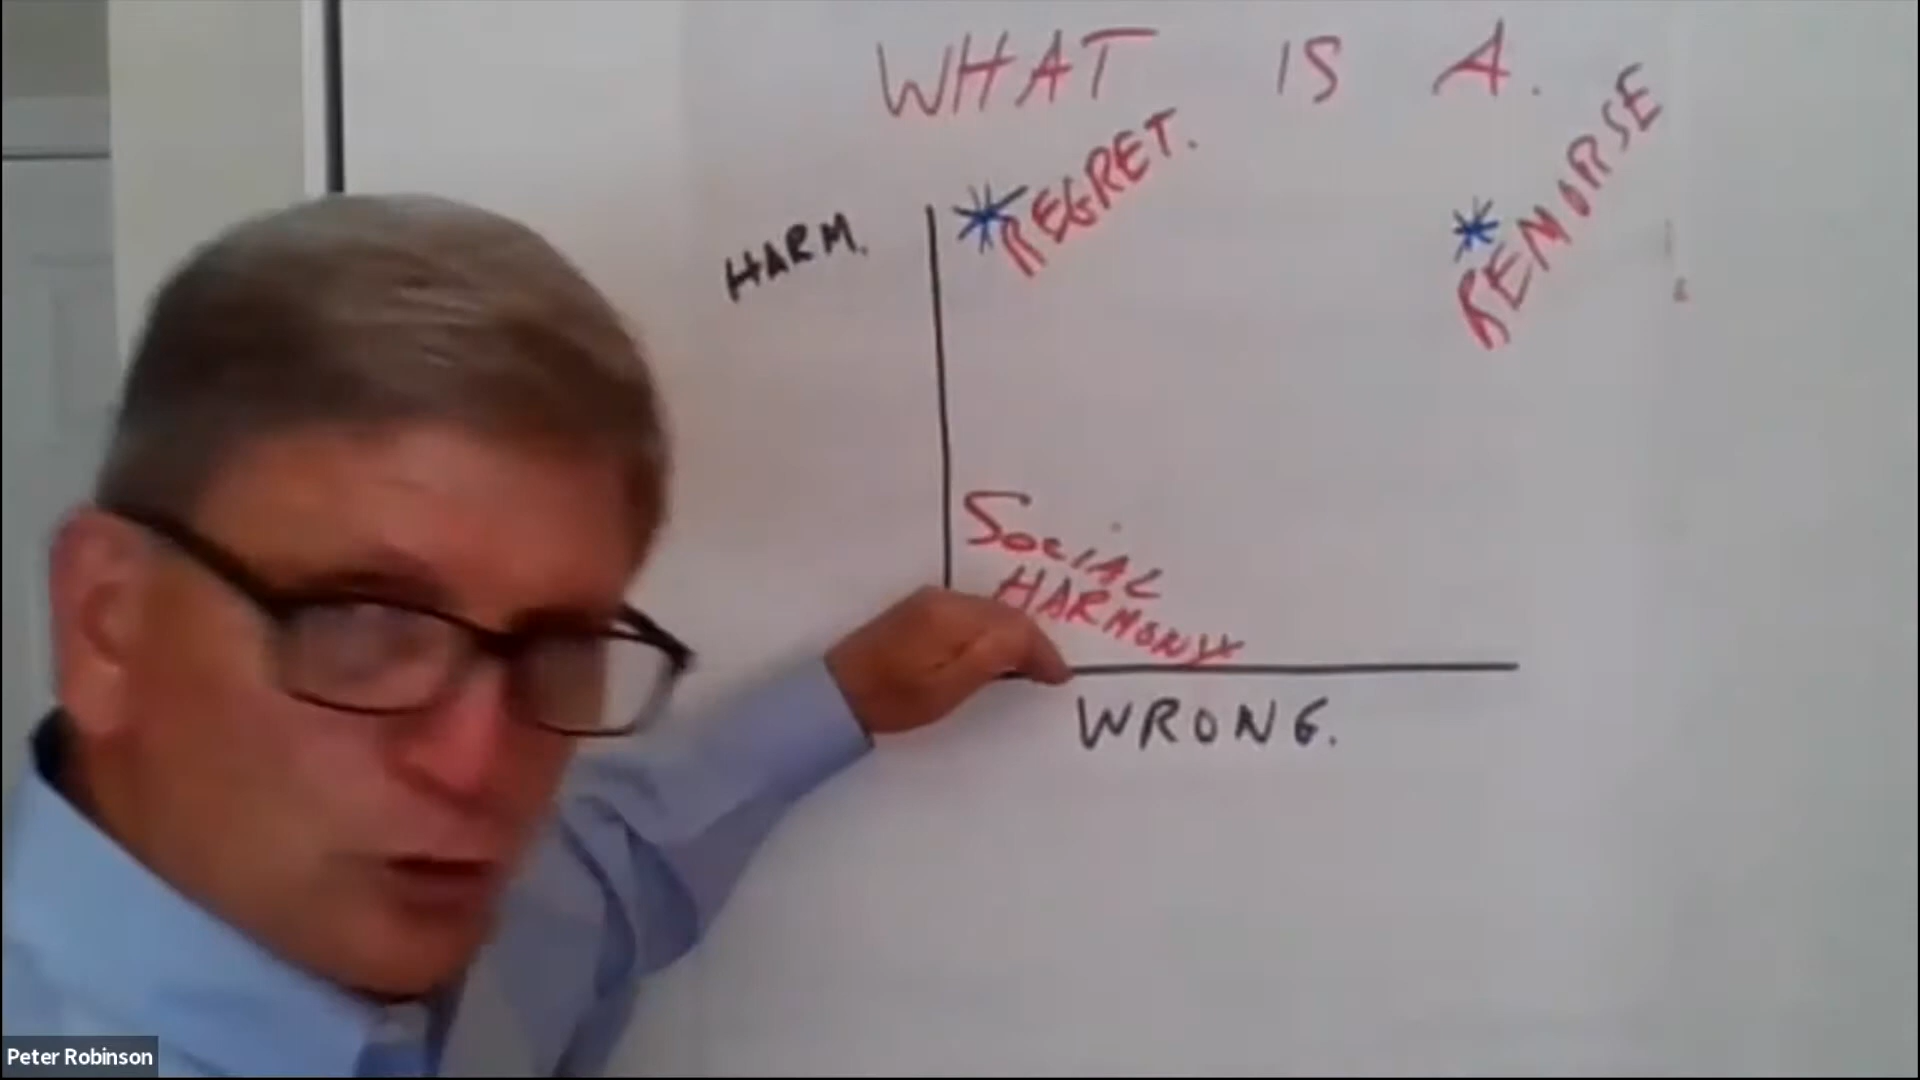 WHAT IS A.
REGRET.
REMORSE
HARM.
SOCIAL
HARMONY
WRONG.
Peter Robinson